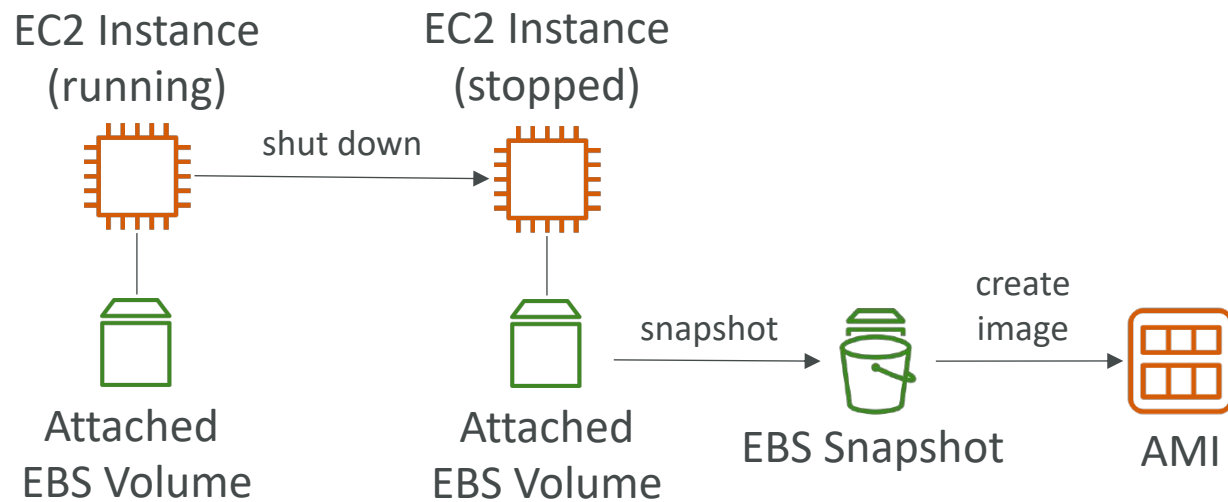 EC2 Instance
(running)
EC2 Instance
(stopped)
shut down
Attached
EBS Volume
Attached
EBS Volume
snapshot
EBS Snapshot
create
image
AMI